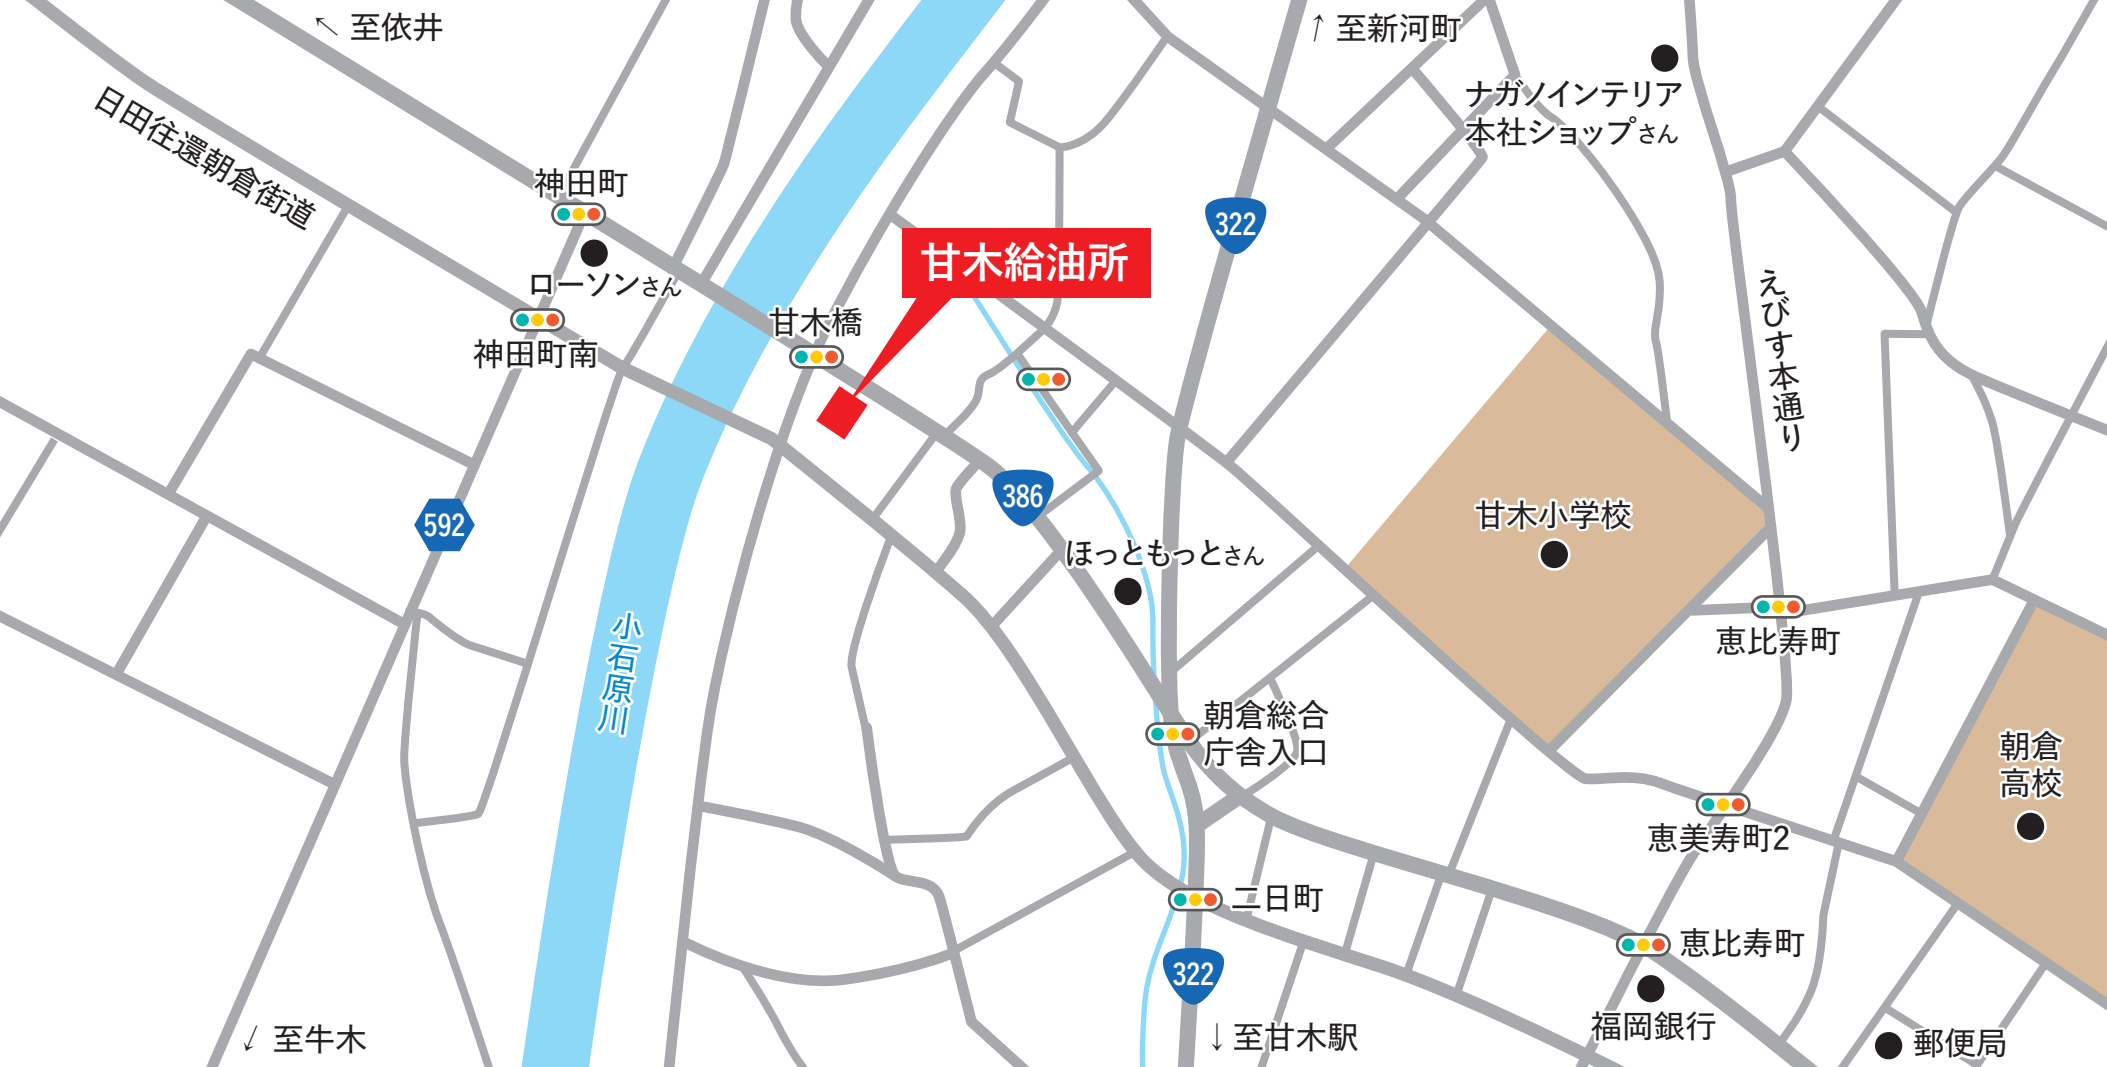 至依井
至新河町
ナガノインテリア
本社ショップさん
日田往還朝倉街道
神田町
ローソンさん
322
甘木給油所
神田町南
甘木橋
えびす本通り
386
592
甘木小学校
ほっともっとさん
小石原川
恵比寿町
朝倉総合
庁舎入口
朝倉
高校
恵美寿町2
二日町
恵比寿町
322
福岡銀行
至牛木
至甘木駅
郵便局